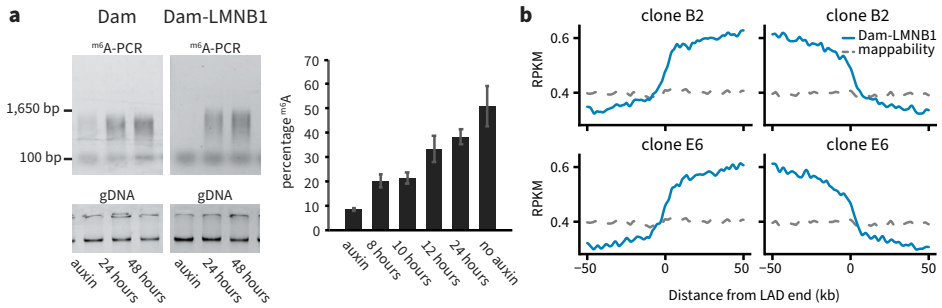 a
Dam
Dam-LMNB1
m6A-PCR
m6A-PCR
1,650 bp
100 bp
gDNA
gDNA
auxin
24 hours
48 hours
auxin
24 hours
48 hours
percentage m6A
70
60
50
40
30
20
10
0
auxin
8 hours
10 hours
12 hours
24 hours
no auxin
b
clone B2
clone B2
Dam-LMNB1
mappability
RPKM
0.6
0.4
clone E6
clone E6
RPKM
0.6
0.4
−50
0
50
−50
0
50
Distance from LAD end (kb)